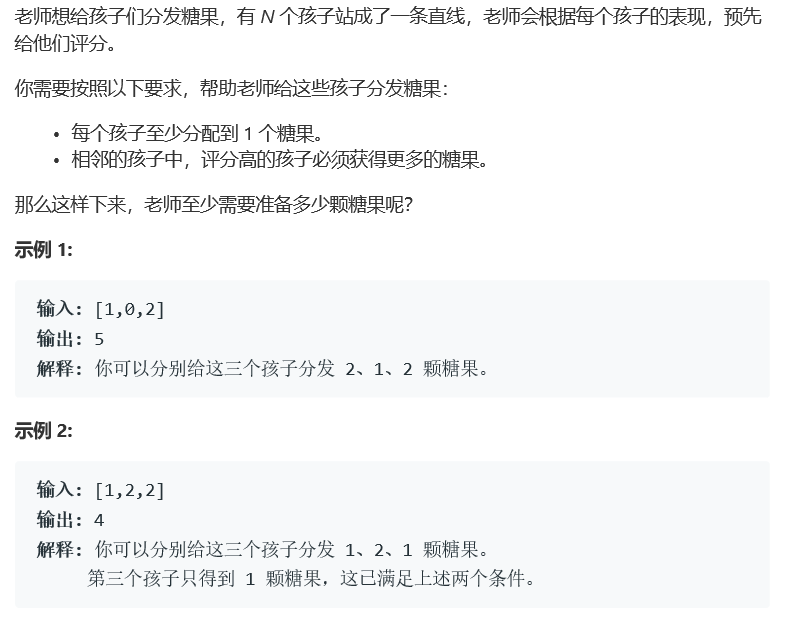 老师想给孩子们分发糖果，有 N 个孩子站成了一条直线，老师会根据每个孩子的表现，预先
给他们评分。
你需要按照以下要求，帮助老师给这些孩子分发糖果：
• 每个孩子至少分配到 1 个糖果。
• 相邻的孩子中，评分高的孩子必须获得更多的糖果。
那么这样下来，老师至少需要准备多少颗糖果呢？
示例 1:
输入: [1,0,2]
输出: 5
解释: 你可以分别给这三个孩子分发 2、1、2 颗糖果。
示例 2:
输入: [1,2,2]
输出: 4
解释: 你可以分别给这三个孩子分发 1、2、1 颗糖果。
第三个孩子只得到 1 颗糖果，这已满足上述两个条件。